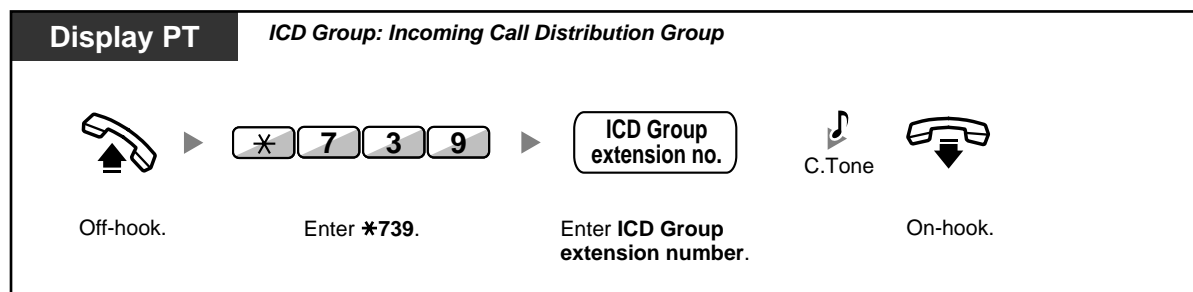 Display PT
ICD Group: Incoming Call Distribution Group
✳ 7 3 9
ICD Group
extension no.
C.Tone
Off-hook.
Enter ✳739.
Enter ICD Group
extension number.
On-hook.